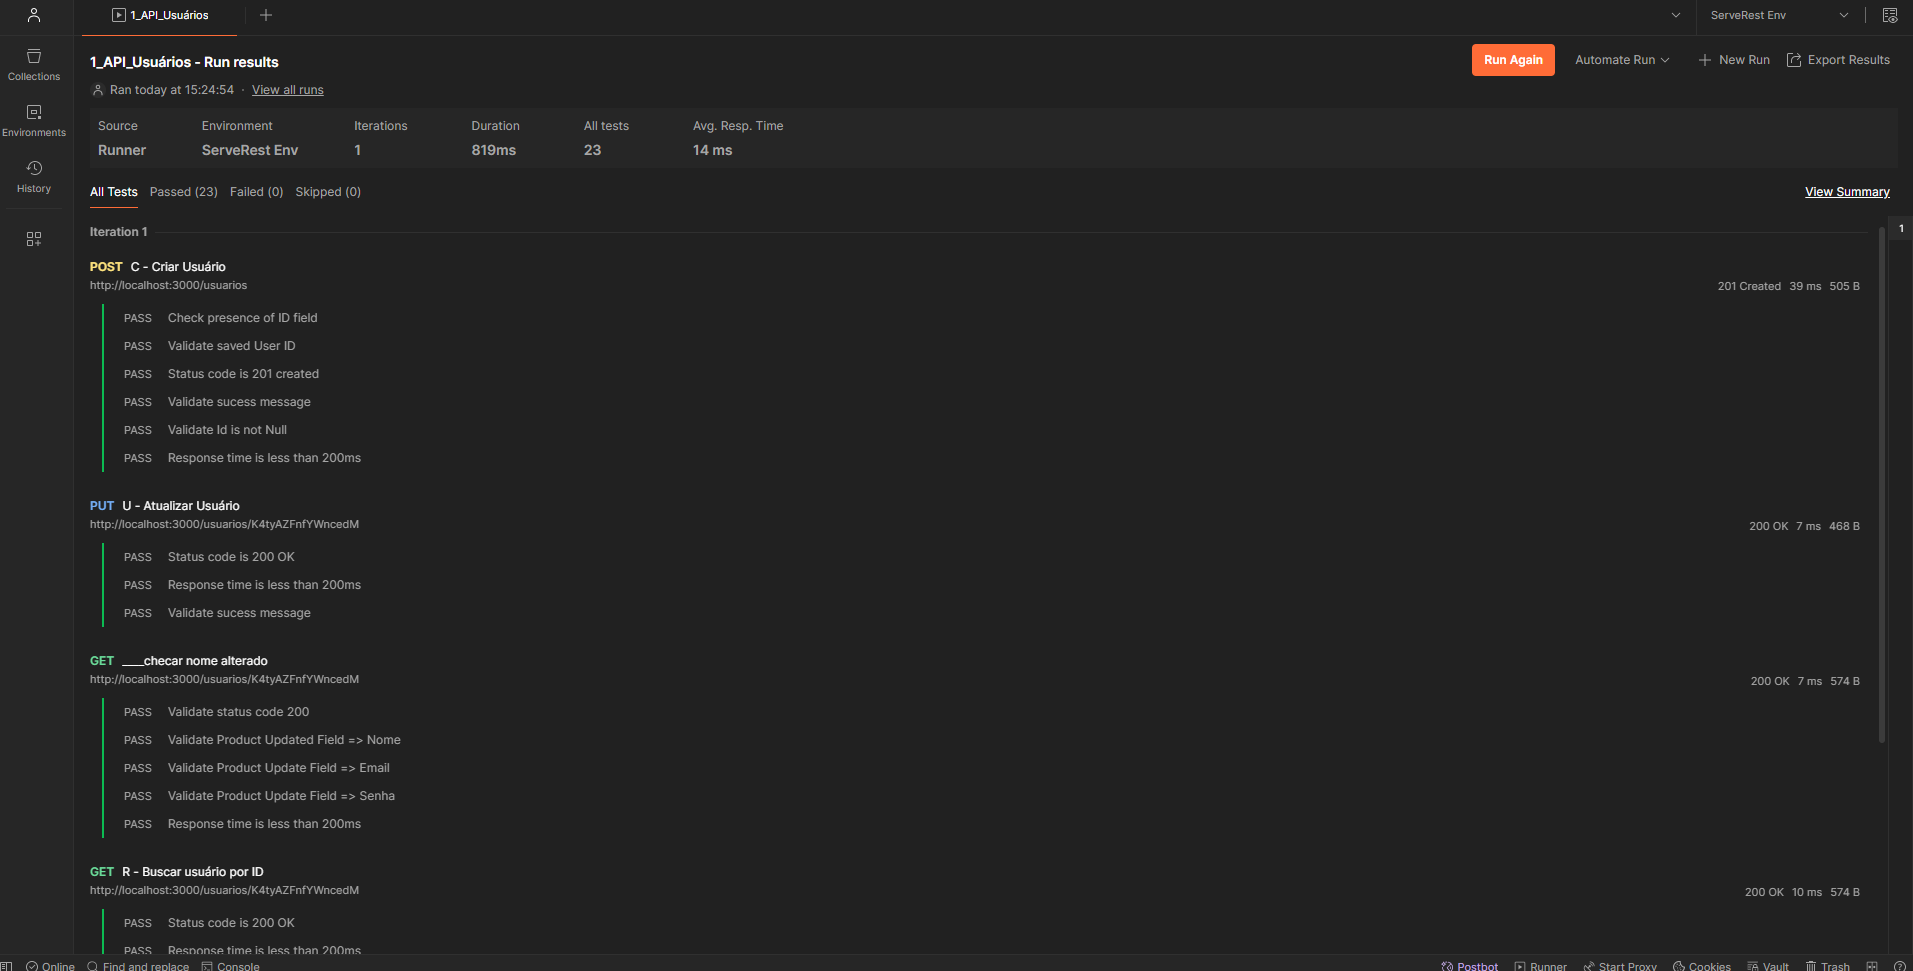 1_API_Usuários
ServeRest Env
Collections
Environments
History
1_API_Usuários - Run results
Run Again
Automate Run
New Run
Export Results
Ran today at 15:24:54 · View all runs
Source Environment Iterations Duration All tests Avg. Resp. Time
Runner ServeRest Env 1 819ms 23 14 ms
All Tests Passed (23) Failed (0) Skipped (0) View Summary
Iteration 1
1
POST C - Criar Usuário
http://localhost:3000/usuarios 201 Created 39 ms 505 B
PASS Check presence of ID field
PASS Validate saved User ID
PASS Status code is 201 created
PASS Validate sucess message
PASS Validate Id is not Null
PASS Response time is less than 200ms
PUT U - Atualizar Usuário
http://localhost:3000/usuarios/K4tyAZFnfYWncedM 200 OK 7 ms 468 B
PASS Status code is 200 OK
PASS Response time is less than 200ms
PASS Validate sucess message
GET ____checar nome alterado
http://localhost:3000/usuarios/K4tyAZFnfYWncedM 200 OK 7 ms 574 B
PASS Validate status code 200
PASS Validate Product Updated Field => Nome
PASS Validate Product Update Field => Email
PASS Validate Product Update Field => Senha
PASS Response time is less than 200ms
GET R - Buscar usuário por ID
http://localhost:3000/usuarios/K4tyAZFnfYWncedM 200 OK 10 ms 574 B
PASS Status code is 200 OK
PASS Response time is less than 200ms
Online Find and replace Console Postbot Runner Start Proxy Cookies Vault Trash